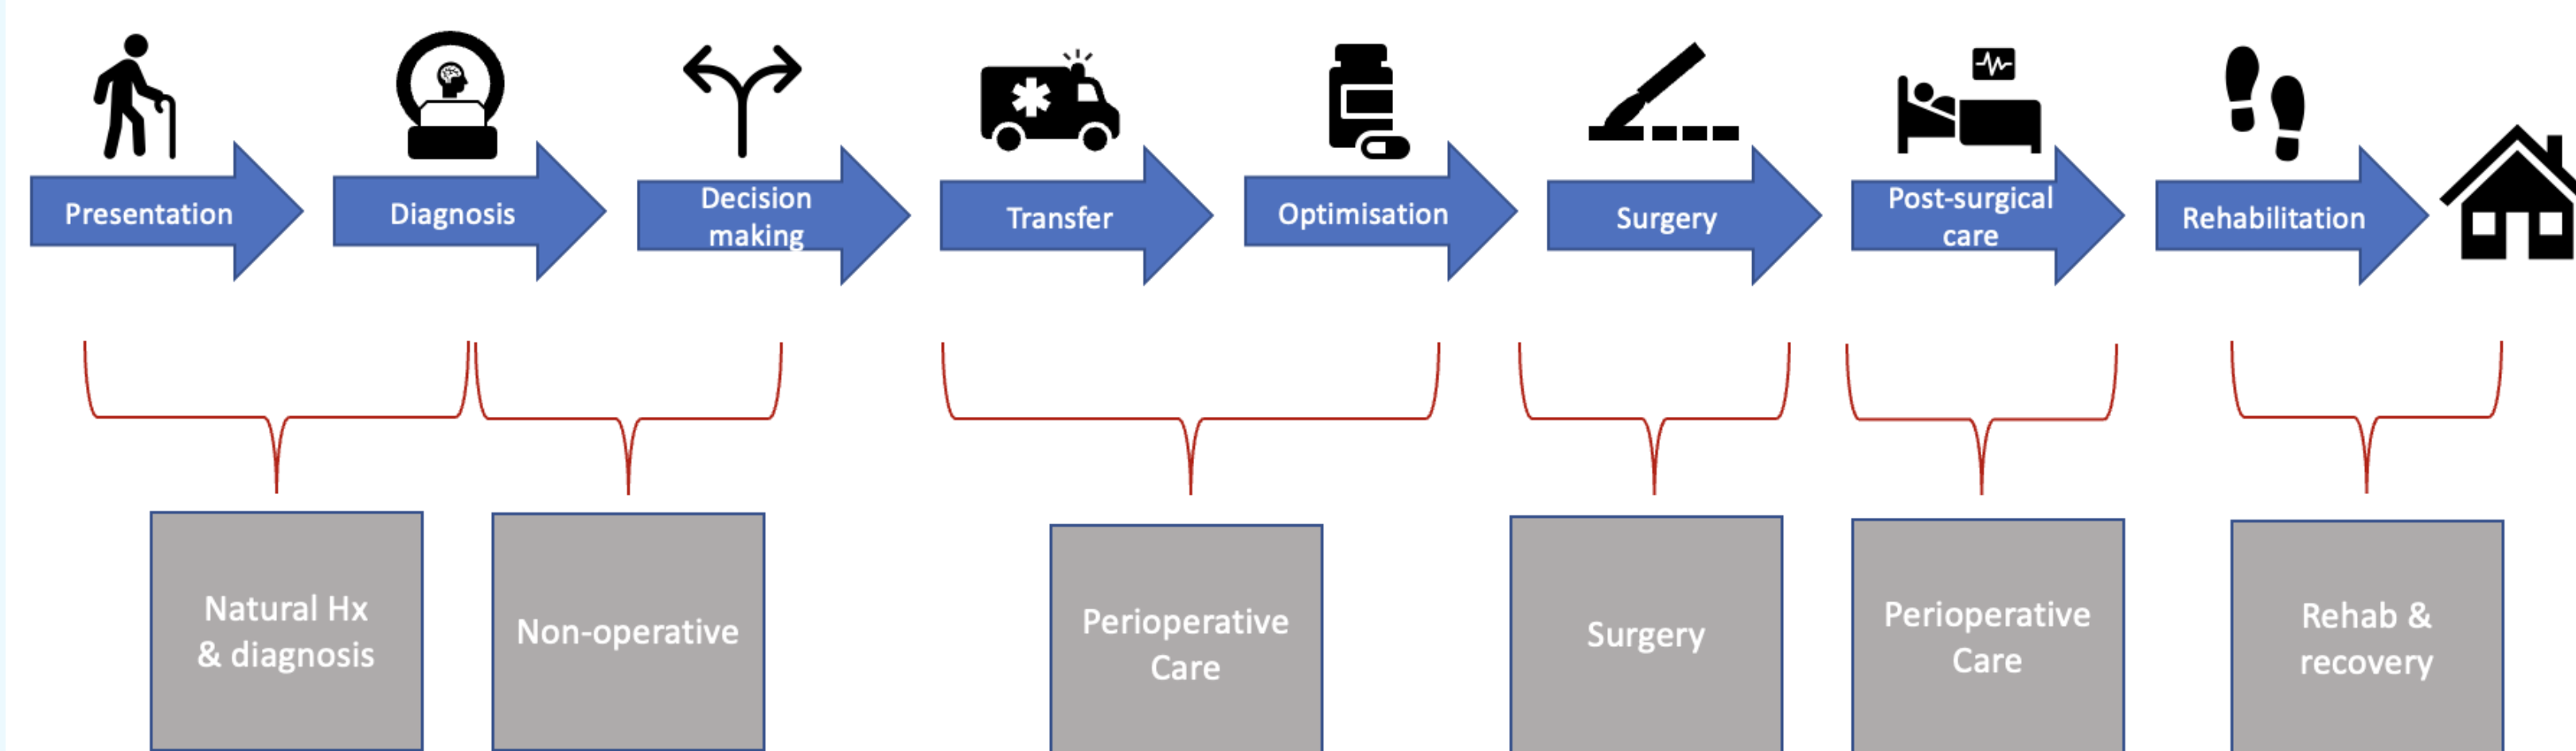 Presentation
Diagnosis
Decision
making
Transfer
Optimisation
Surgery
Post-surgical
care
Rehabilitation
Natural Hx
& diagnosis
Non-operative
Perioperative
Care
Surgery
Perioperative
Care
Rehab &
recovery